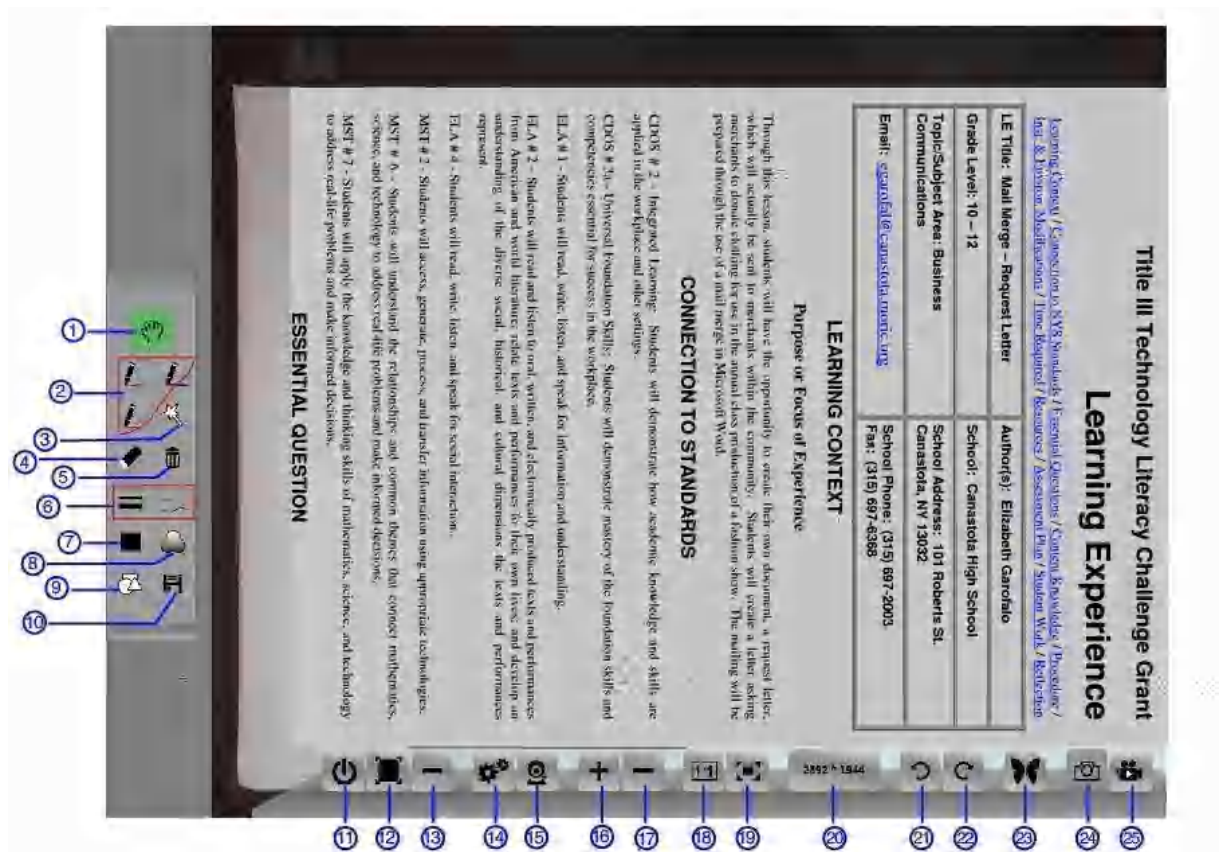 Title III Technology Literacy Challenge Grant
Learning Experience
Learning Context / Connection to NYS Standards / Essential Questions / Content Knowledge / Procedure /
Inst. & Environ. Modifications / Time Required / Resources / Assessment Plan / Student Work / Reflection
LE Title: Mail Merge – Request Letter
Author(s): Elizabeth Garofalo
Grade Level: 10 – 12
School: Canastota High School
Topic/Subject Area: Business
Communications
School Address: 101 Roberts St.
Canastota, NY 13032
Email: egarofal@canastota.moric.org
School Phone: (315) 697-2003
Fax: (315) 697-6368
LEARNING CONTEXT
Purpose or Focus of Experience
Through this lesson, students will have the opportunity to create their own document, a request letter,
which will actually be sent to merchants within the community. Students will create a letter asking
merchants to donate clothing for use in the annual class production of a fashion show. The mailing will be
prepared through the use of a mail merge in Microsoft Word.
CONNECTION TO STANDARDS
CDOS # 2 - Integrated Learning: Students will demonstrate how academic knowledge and skills are
applied in the workplace and other settings.
CDOS # 3a - Universal Foundation Skills: Students will demonstrate mastery of the foundation skills and
competencies essential for success in the workplace.
ELA # 1 - Students will read, write, listen, and speak for information and understanding.
ELA # 2 - Students will read and listen to oral, written, and electronically produced texts and performances
from American and world literature; relate texts and performances to their own lives; and develop an
understanding of the diverse social, historical, and cultural dimensions the texts and performances
represent.
ELA # 4 - Students will read, write, listen, and speak for social interaction.
MST # 2 - Students will access, generate, process, and transfer information using appropriate technologies.
MST # 6 - Students will understand the relationships and common themes that connect mathematics,
science, and technology to address real-life problems and make informed decisions.
MST # 7 - Students will apply the knowledge and thinking skills of mathematics, science, and technology
to address real-life problems and make informed decisions.
ESSENTIAL QUESTION
1
2
3
4
5
6
7
8
9
10
1:1
2592 * 1944
11
12
13
14
15
16
17
18
19
20
21
22
23
24
25